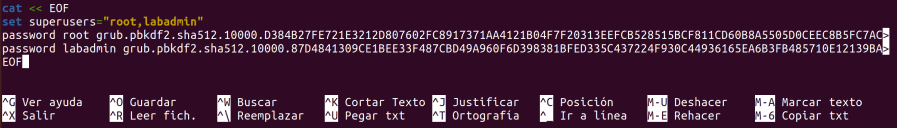 cat << EOF
set superusers="root,labadmin"
password root grub.pbkdf2.sha512.10000.D384B27FE721E3212D807602FC8917371AA4121B04F7F20313EEFCB528515BCF811CD60B8A5505D0CEEC8B5FC7AC>
password labadmin grub.pbkdf2.sha512.10000.87D4841309CE1BEE33F487CBD49A960F6D398381BFED335C437224F930C44936165EA6B3FB485710E12139BA>
EOF
^G Ver ayuda ^O Guardar ^W Buscar ^K Cortar Texto ^J Justificar ^C Posición M-U Deshacer M-A Marcar texto
^X Salir ^R Leer fich. ^\ Reemplazar ^U Pegar txt ^T Ortografía ^_ Ir a línea M-E Rehacer M-6 Copiar txt